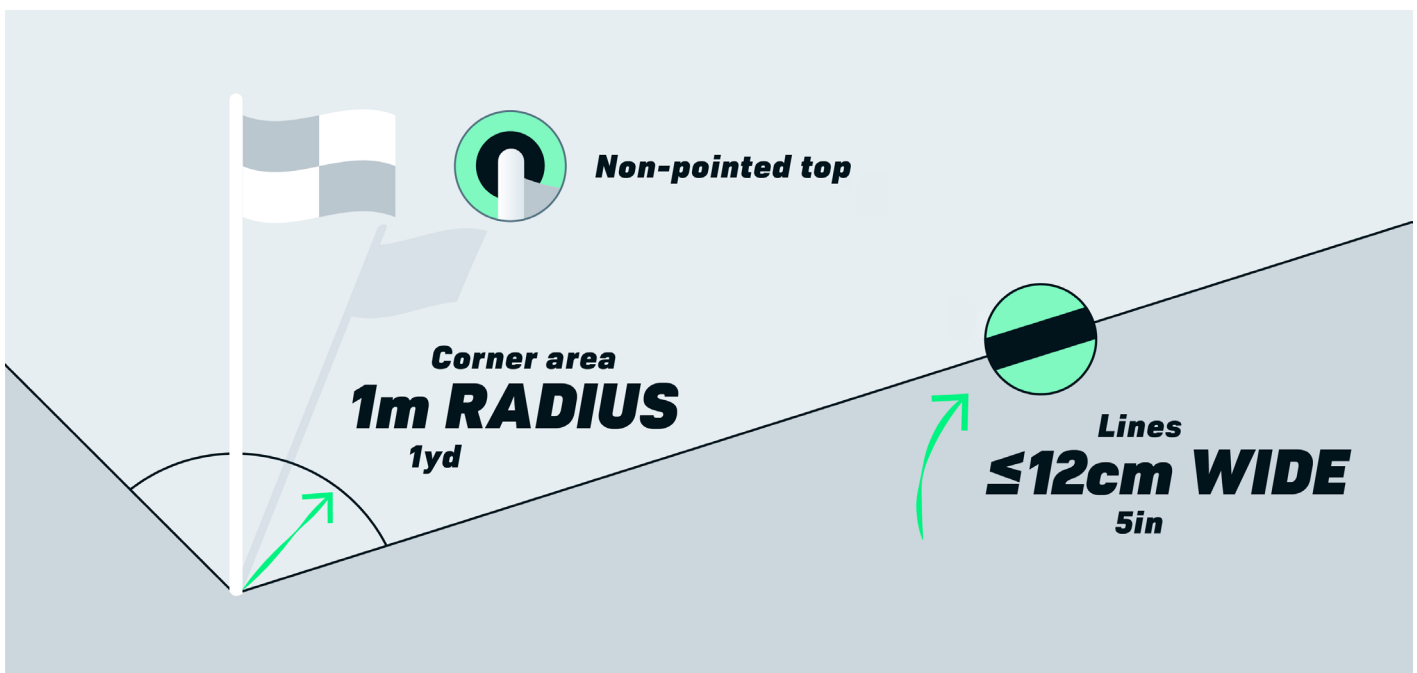 Non-pointed top
Corner area
1m RADIUS
1yd
Lines
≤12cm WIDE
5in